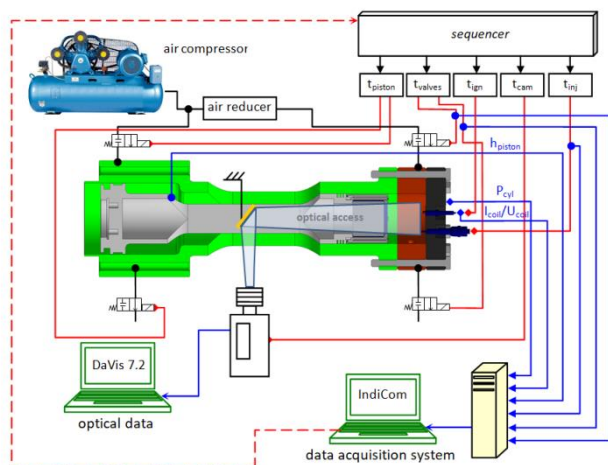 sequencer
air compressor
t_piston
t_valves
t_ign
t_cam
t_inj
air reducer
h_piston
P_cyl
I_coil/U_coil
optical access
DaVis 7.2
IndiCom
optical data
data acquisition system